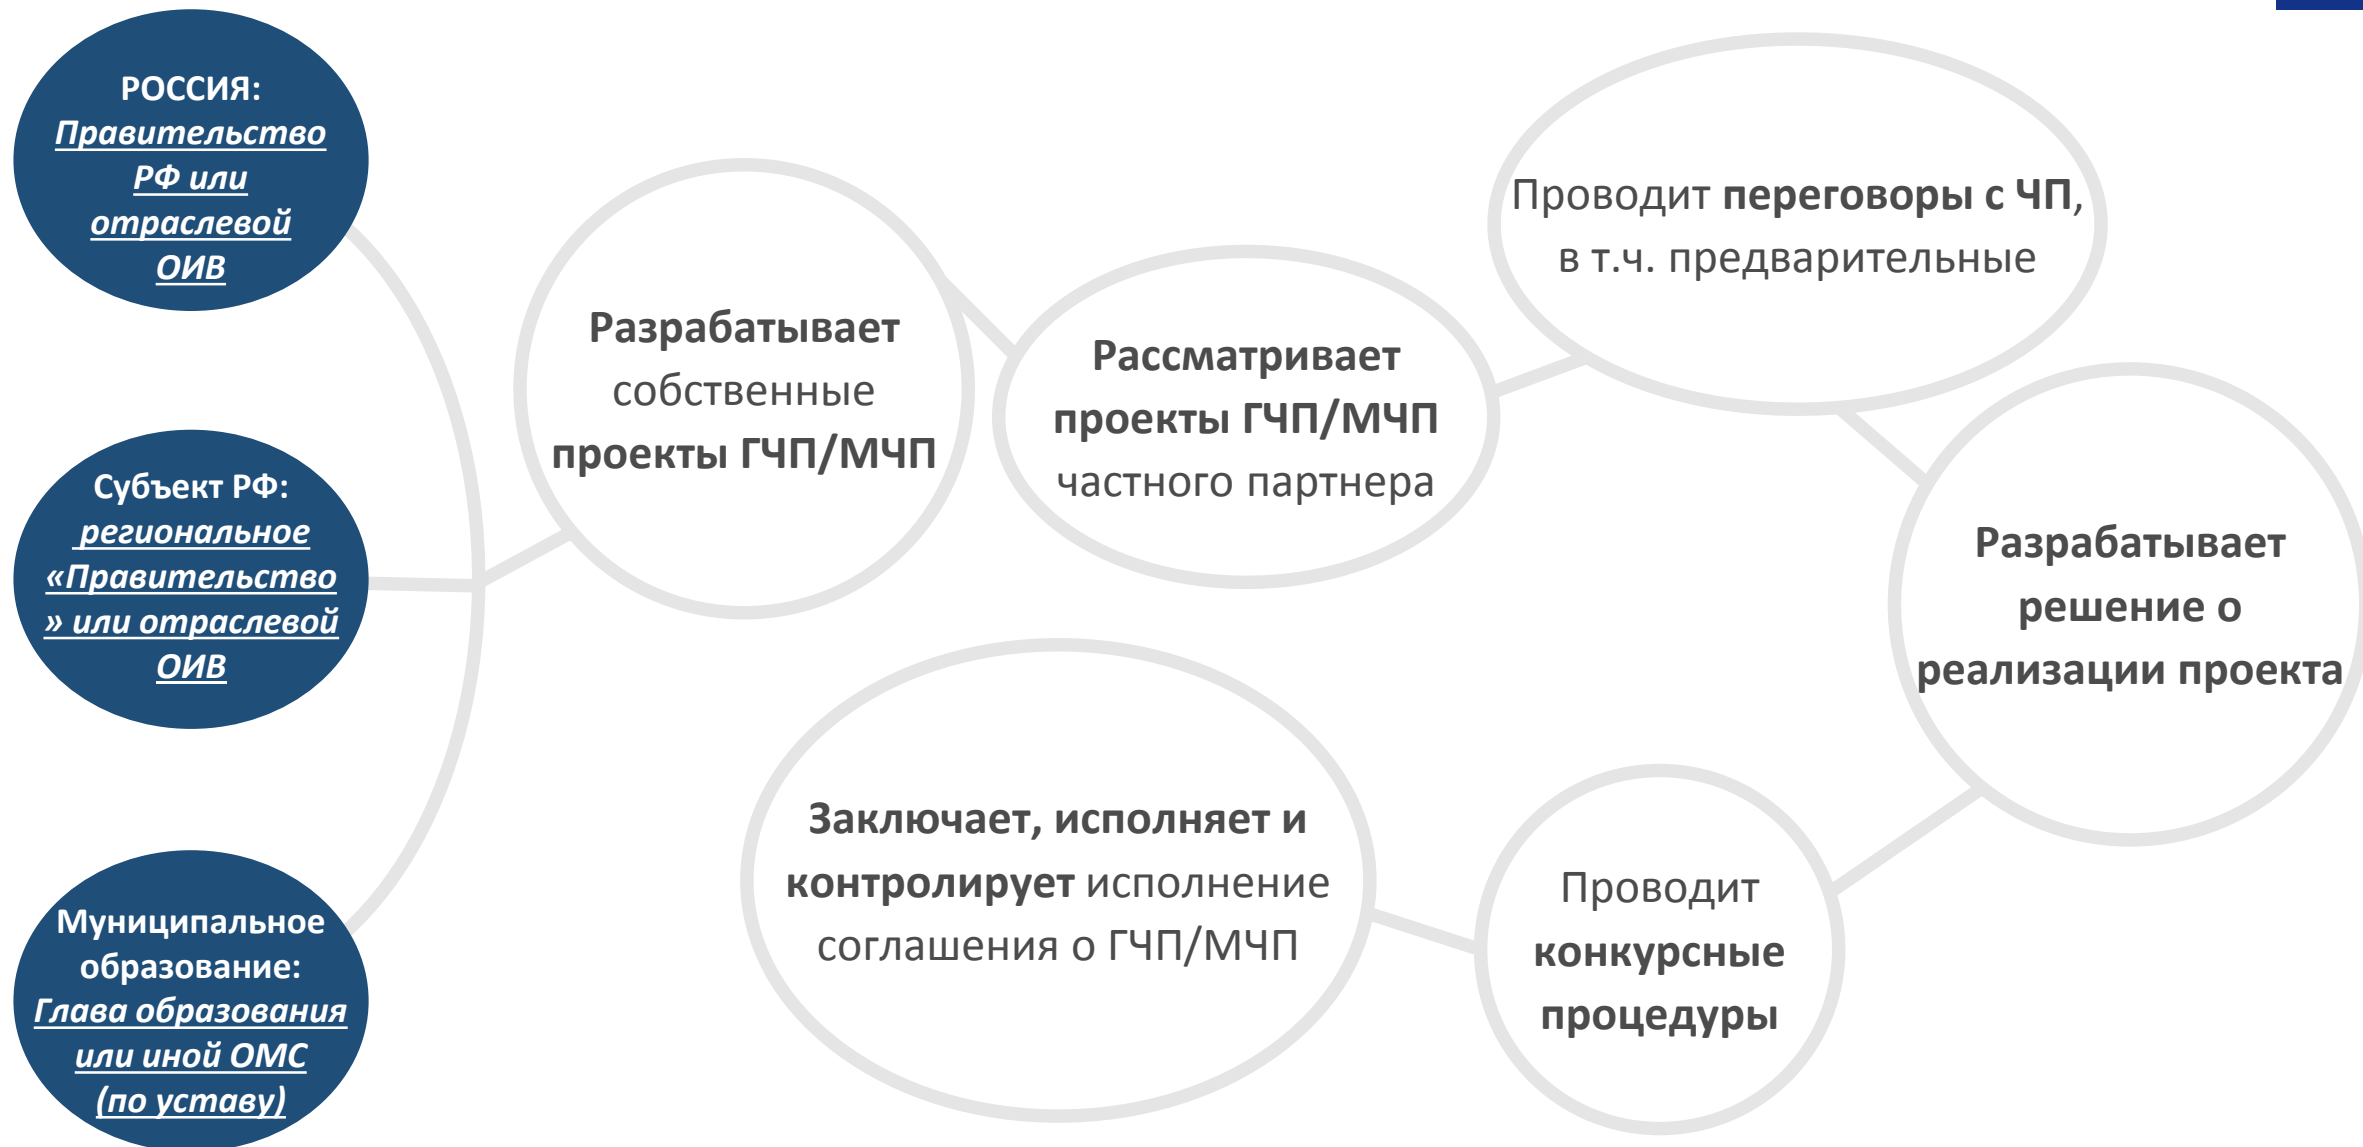 РОССИЯ:
Правительство
РФ или
отраслевой
ОИВ
Субъект РФ:
региональное
«Правительство
» или отраслевой
ОИВ
Муниципальное
образование:
Глава образования
или иной ОМС
(по уставу)
Разрабатывает
собственные
проекты ГЧП/МЧП
Рассматривает
проекты ГЧП/МЧП
частного партнера
Проводит переговоры с ЧП,
в т.ч. предварительные
Разрабатывает
решение о
реализации проекта
Проводит
конкурсные
процедуры
Заключает, исполняет и
контролирует исполнение
соглашения о ГЧП/МЧП